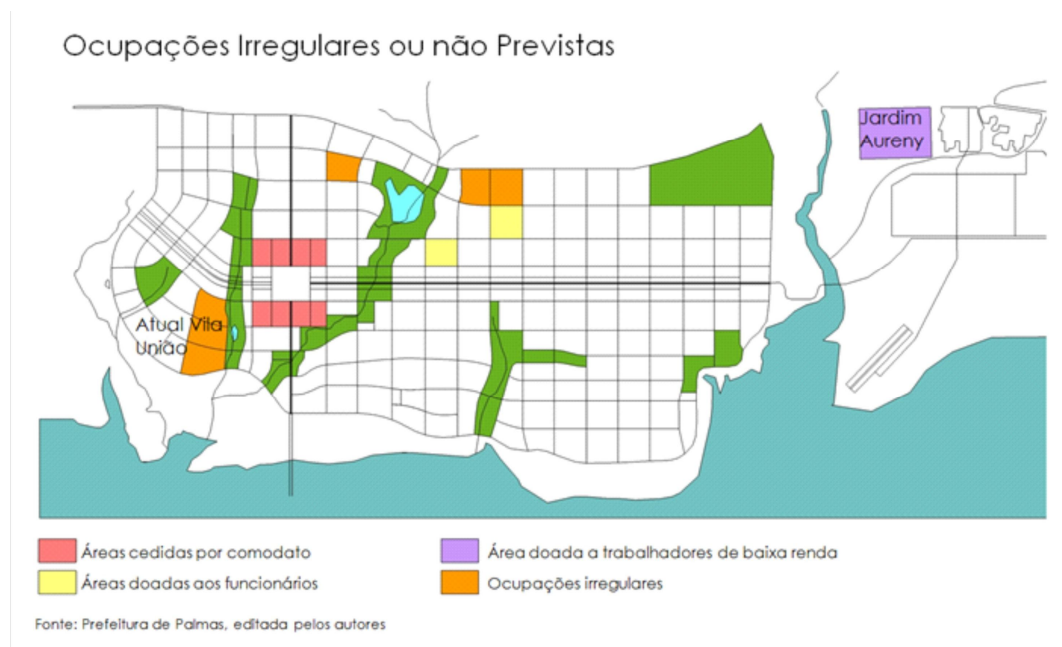 Ocupações Irregulares ou não Previstas
Jardim
Aureny
Atual Vila
União
Áreas cedidas por comodato
Área doada a trabalhadores de baixa renda
Áreas doadas aos funcionários
Ocupações irregulares
Fonte: Prefeitura de Palmas, editada pelos autores